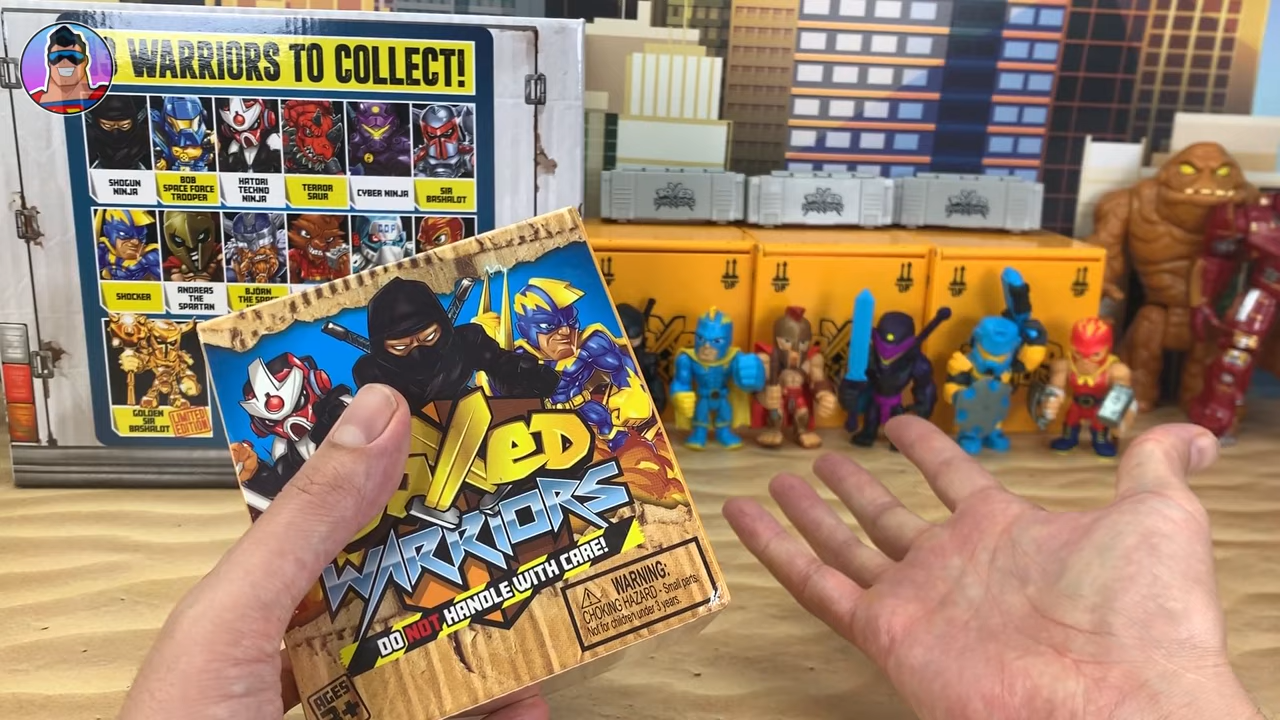 WARRIORS TO COLLECT!
SHOGUN
NINJA
BOB
SPACE FORCE
TROOPER
HATORI
TECHNO
NINJA
TERROR
SAUR
CYBER NINJA
SIR
BASHALOT
COP
SHOCKER
ANDREAS
THE
SPARTAN
BJÖRN
THE
GOLDEN
SIR
BASHALOT
LIMITED
EDITION
WARRIORS
DO NOT HANDLE WITH CARE!
WARNING:
CHOKING HAZARD - Small parts.
Not for children under 3 years.
AGES